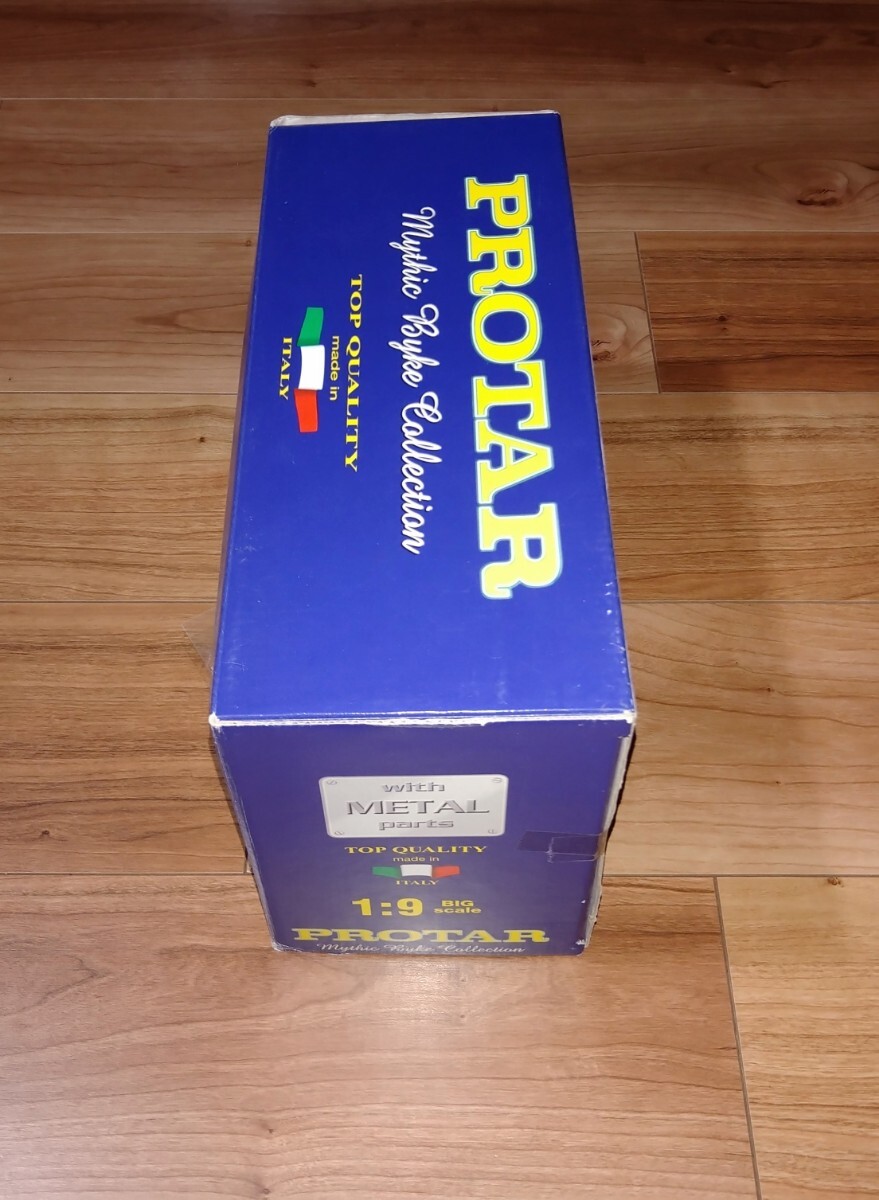 PROTAR
Mythic Byke Collection
TOP QUALITY
made in
ITALY
with
METAL
parts
TOP QUALITY
made in
ITALY
1:9 BIG scale
PROTAR
Mythic Byke Collection